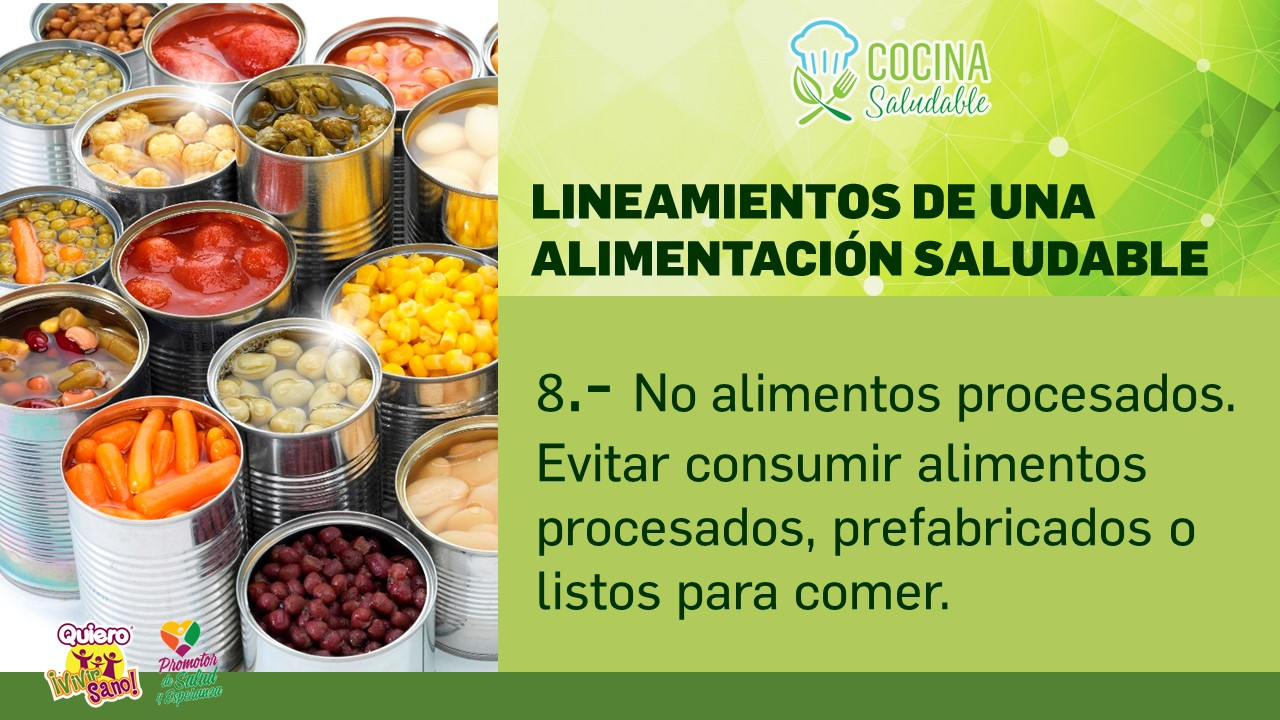 COCINA
Saludable
LINEAMIENTOS DE UNA
ALIMENTACIÓN SALUDABLE
8.- No alimentos procesados.
Evitar consumir alimentos
procesados, prefabricados o
listos para comer.
Quiero
¡Vivir
Sano!
Promotor
de Salud
y Esperanza